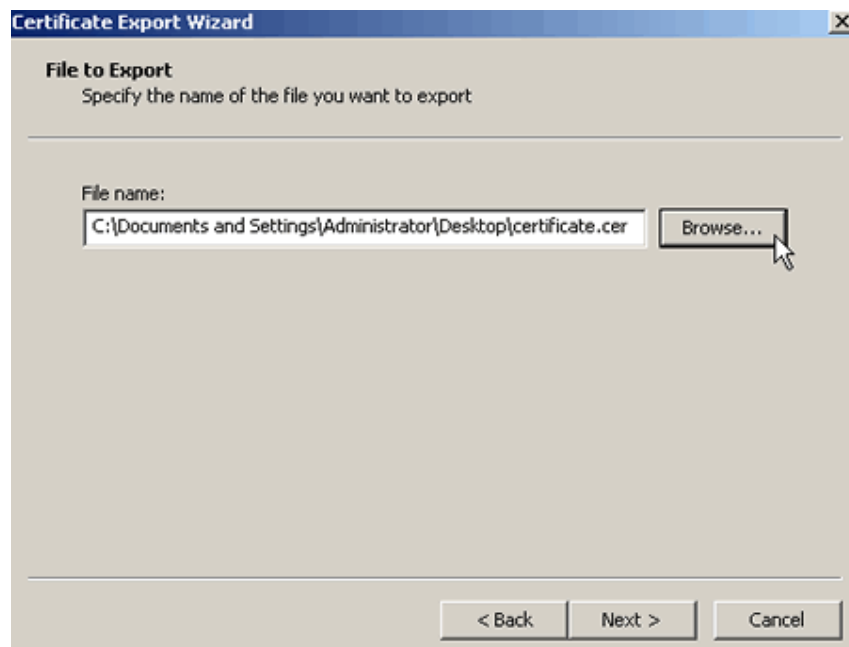 Certificate Export Wizard
File to Export
Specify the name of the file you want to export
File name:
C:\Documents and Settings\Administrator\Desktop\certificate.cer
Browse...
< Back
Next >
Cancel